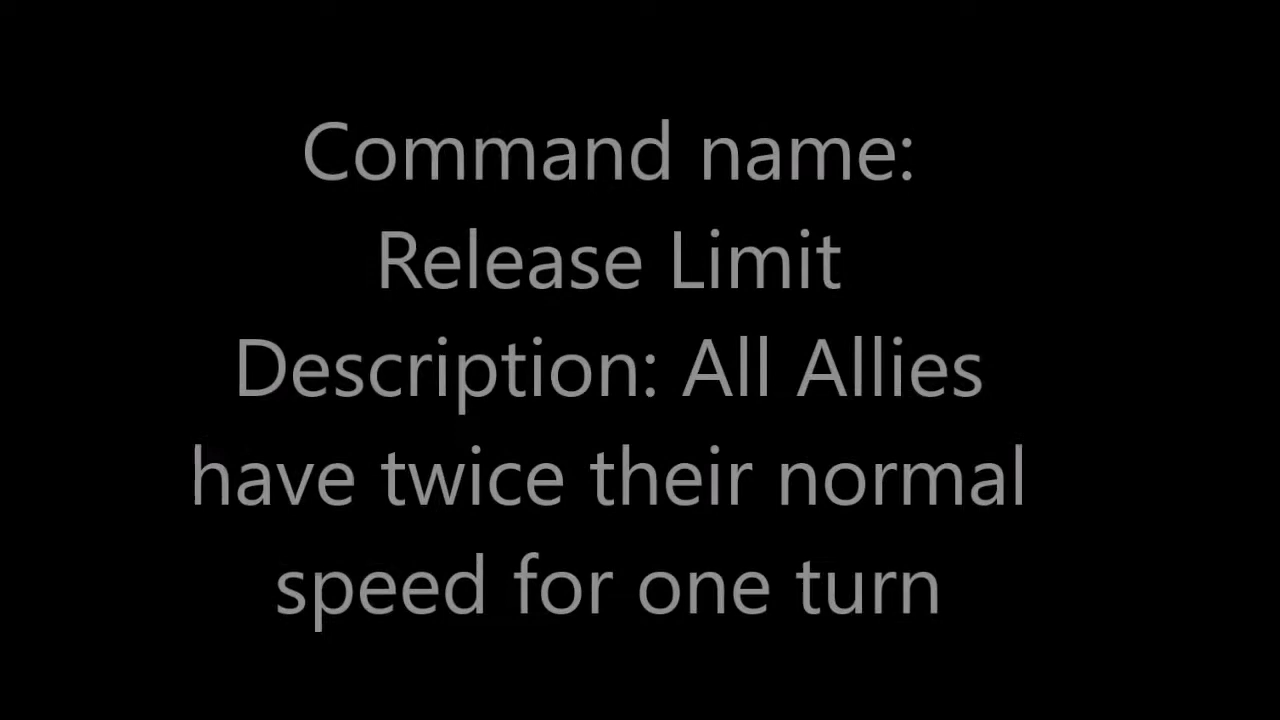 Command name:
Release Limit
Description: All Allies
have twice their normal
speed for one turn